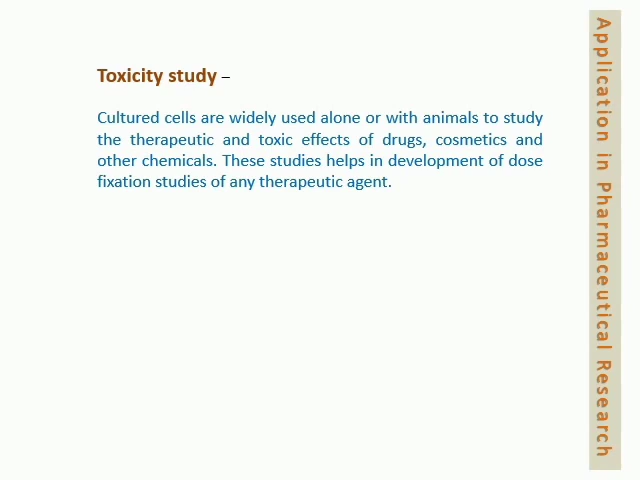 Toxicity study –
Cultured cells are widely used alone or with animals to study
the therapeutic and toxic effects of drugs, cosmetics and
other chemicals. These studies helps in development of dose
fixation studies of any therapeutic agent.
Application in Pharmaceutical Research